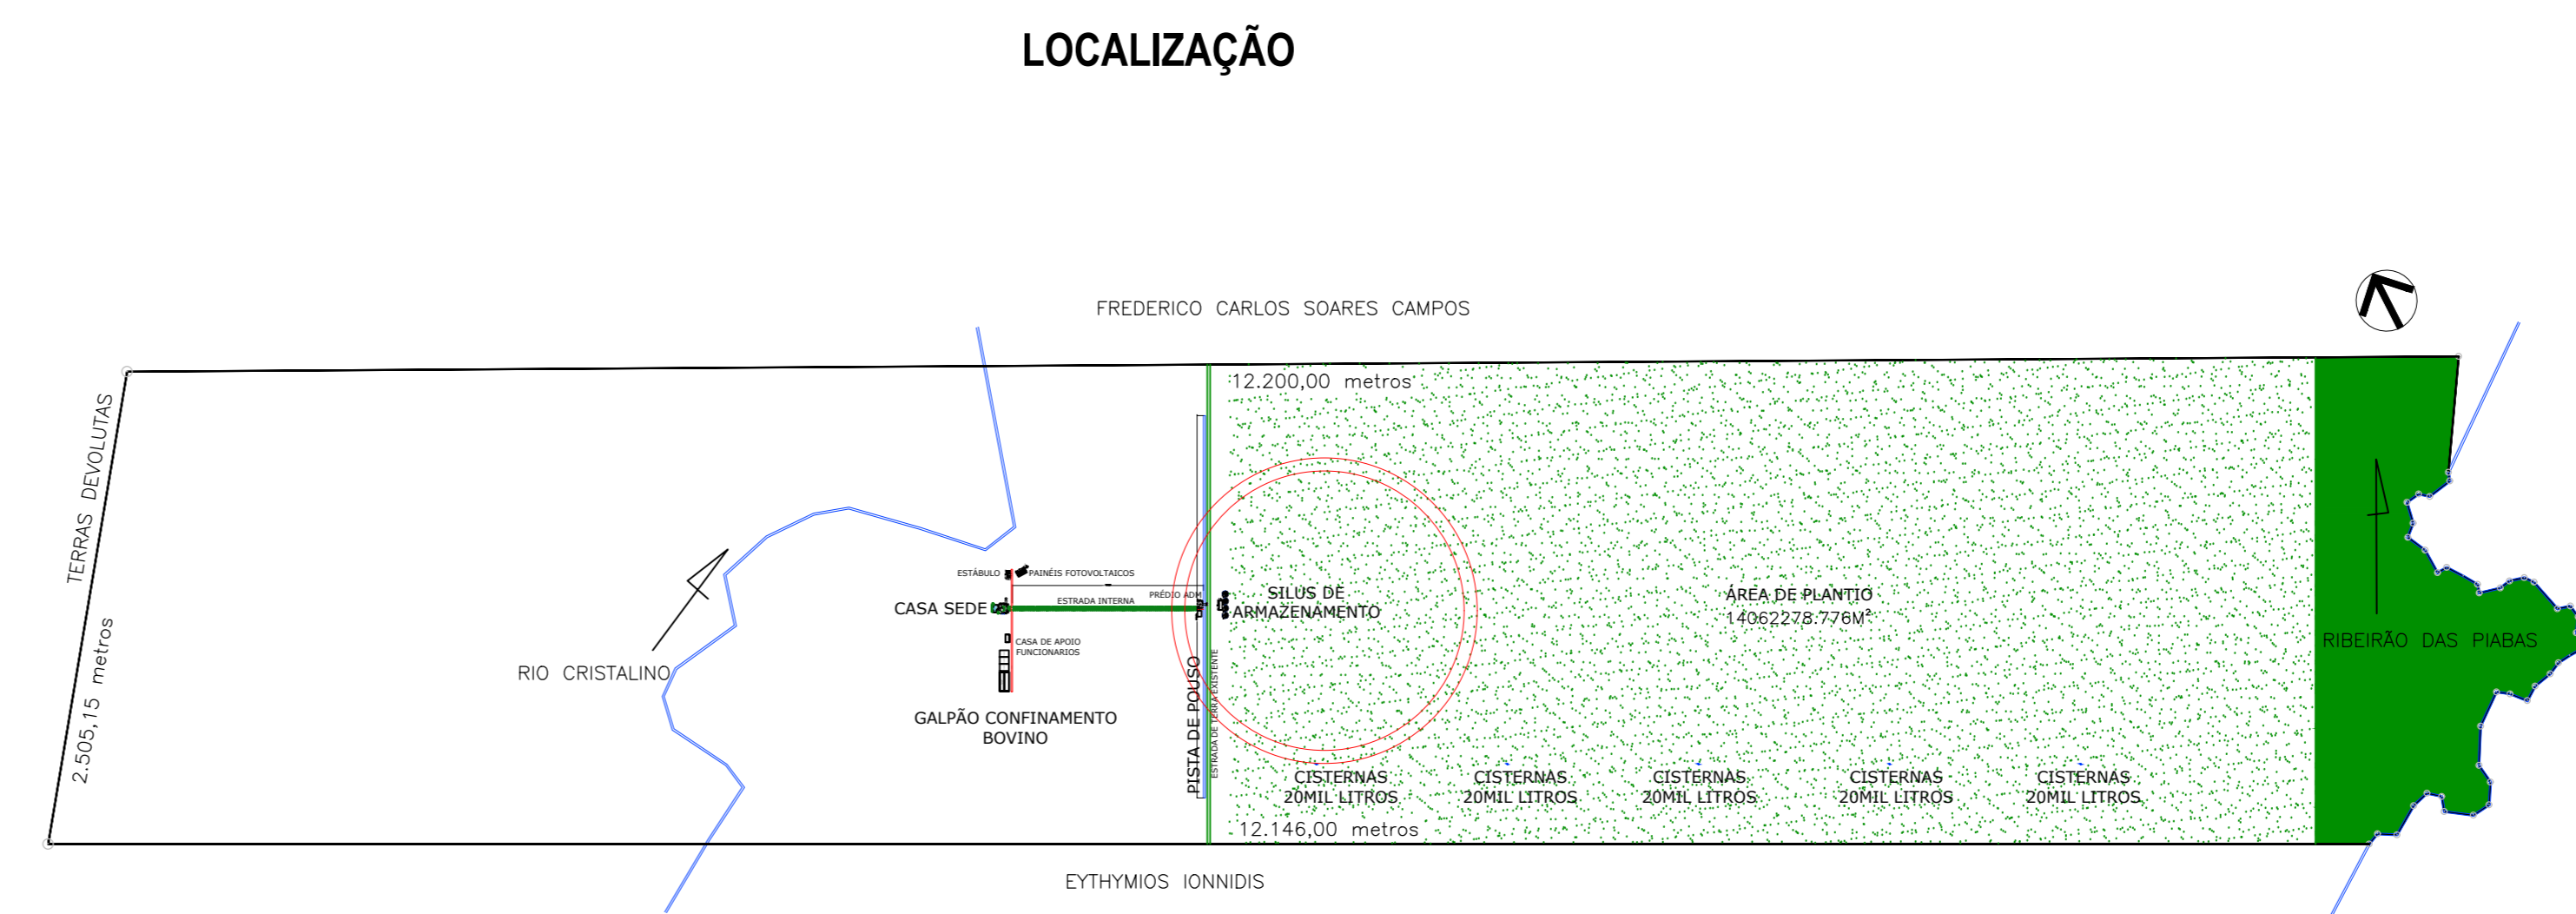 LOCALIZAÇÃO
FREDERICO CARLOS SOARES CAMPOS
12.200,00 metros
TERRAS DEVOLUTAS
2.505,15 metros
RIO CRISTALINO
ESTÁBULO
PAINÉIS FOTOVOLTAICOS
PRÉDIO ADM
CASA SEDE
ESTRADA INTERNA
CASA DE APOIO
FUNCIONARIOS
GALPÃO CONFINAMENTO
BOVINO
PISTA DE POUSO
ESTRADA DE TERRA EXISTENTE
SILUS DE
ARMAZENAMENTO
ÁREA DE PLANTIO
14062278.776M²
RIBEIRÃO DAS PIABAS
CISTERNAS
20MIL LITROS
CISTERNAS
20MIL LITROS
CISTERNAS
20MIL LITROS
CISTERNAS
20MIL LITROS
CISTERNAS
20MIL LITROS
12.146,00 metros
EYTHYMIOS IONNIDIS